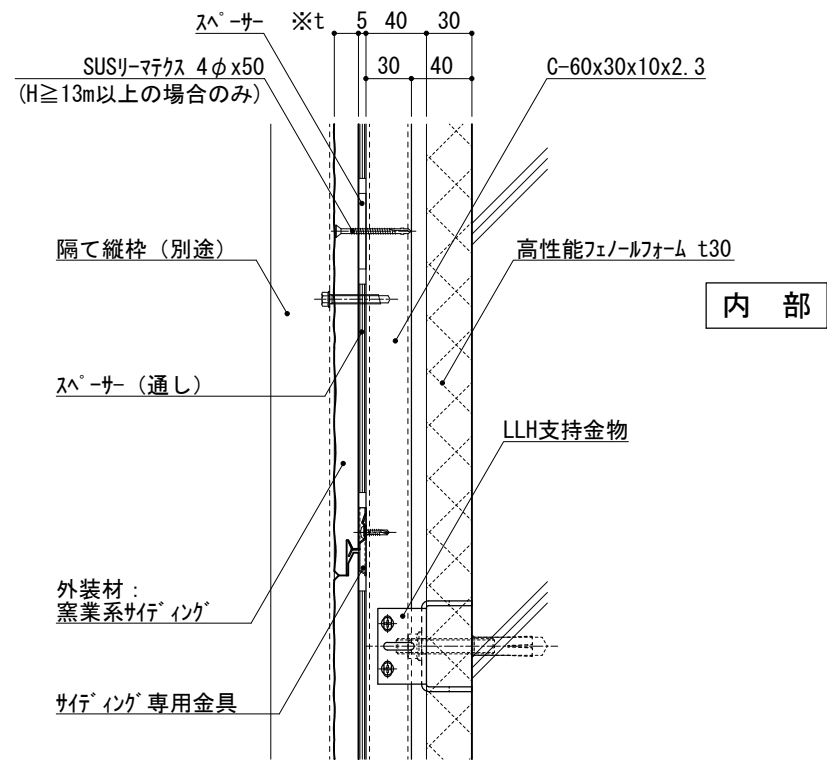 ｽﾍﾟｰｻｰ
※t 5 40 30
30 40
SUSﾘｰﾏﾃｸｽ 4φx50
(H≧13m以上の場合のみ)
C-60x30x10x2.3
隔て縦枠（別途）
高性能ﾌｪﾉｰﾙﾌｫｰﾑ t30
内 部
ｽﾍﾟｰｻｰ（通し）
LLH支持金物
外装材：
窯業系ｻｲﾃﾞｨﾝｸﾞ
ｻｲﾃﾞｨﾝｸﾞ専用金具